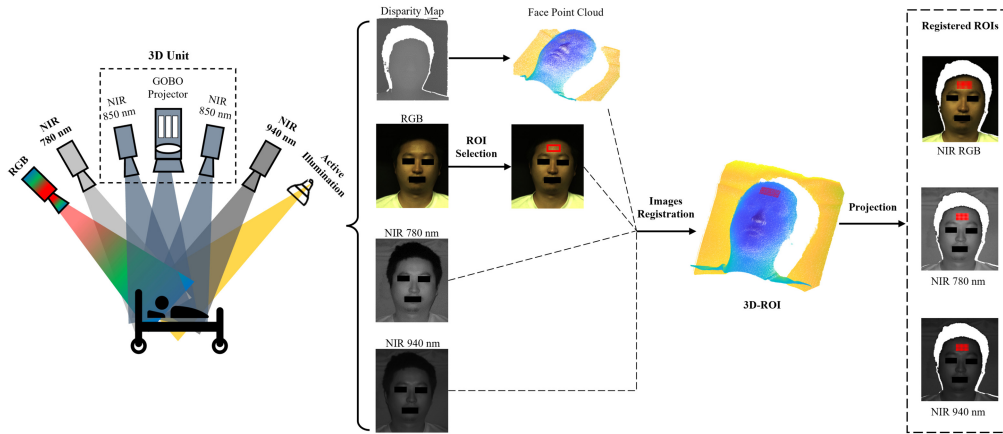 3D Unit
GOBO
Projector
NIR
850 nm
NIR
850 nm
NIR
780 nm
NIR
940 nm
RGB
Active
Illumination
Disparity Map
Face Point Cloud
RGB
ROI
Selection
NIR 780 nm
NIR 940 nm
Images
Registration
3D-ROI
Projection
Registered ROIs
NIR RGB
NIR 780 nm
NIR 940 nm